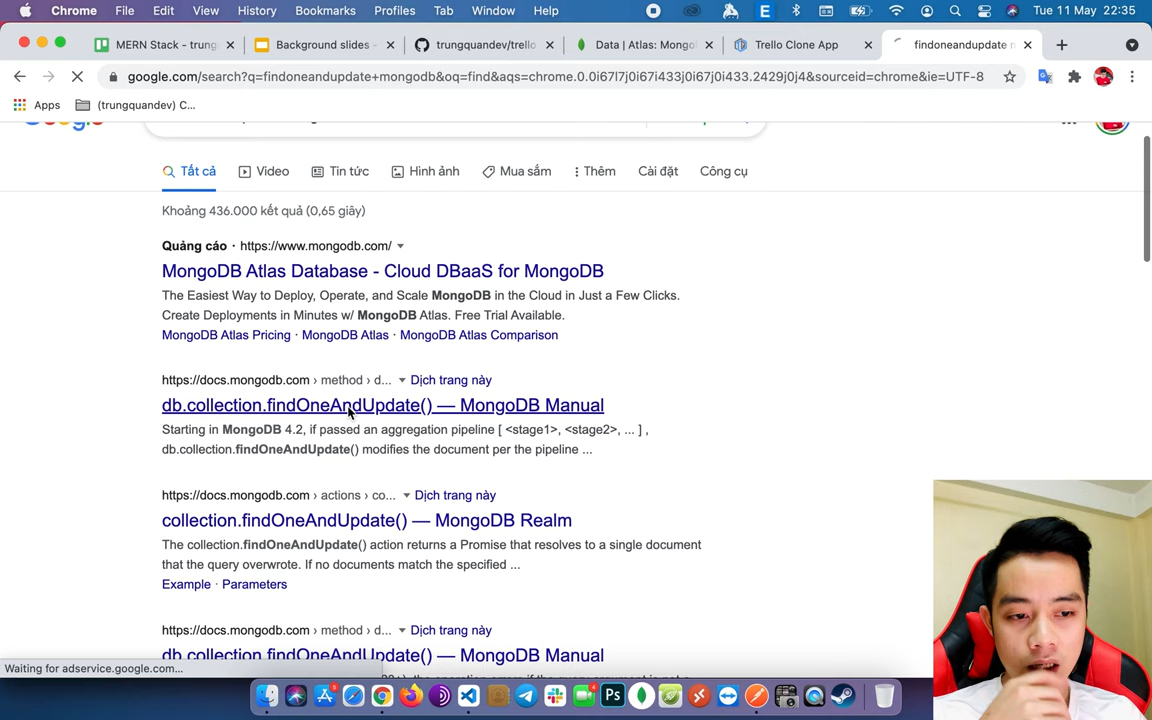 Chrome File Edit View History Bookmarks Profiles Tab Window Help Tue 11 May 22:35
MERN Stack - trung Background slides - trungquandev/trello Data | Atlas: Mongo Trello Clone App findoneandupdate m
google.com/search?q=findoneandupdate+mongodb&oq=find&aqs=chrome.0.0i67l7j0i67i433j0i67j0i433.2429j0j4&sourceid=chrome&ie=UTF-8
Apps (trungquandev) C...
Tất cả Video Tin tức Hình ảnh Mua sắm Thêm Cài đặt Công cụ
Khoảng 436.000 kết quả (0,65 giây)
Quảng cáo · https://www.mongodb.com/
MongoDB Atlas Database - Cloud DBaaS for MongoDB
The Easiest Way to Deploy, Operate, and Scale MongoDB in the Cloud in Just a Few Clicks.
Create Deployments in Minutes w/ MongoDB Atlas. Free Trial Available.
MongoDB Atlas Pricing · MongoDB Atlas · MongoDB Atlas Comparison
https://docs.mongodb.com › method › d... Dịch trang này
db.collection.findOneAndUpdate() — MongoDB Manual
Starting in MongoDB 4.2, if passed an aggregation pipeline [ <stage1>, <stage2>, ... ] ,
db.collection.findOneAndUpdate() modifies the document per the pipeline ...
https://docs.mongodb.com › actions › co... Dịch trang này
collection.findOneAndUpdate() — MongoDB Realm
The collection.findOneAndUpdate() action returns a Promise that resolves to a single document
that the query overwrote. If no documents match the specified ...
Example · Parameters
https://docs.mongodb.com › method › d... Dịch trang này
db.collection.findOneAndUpdate() — MongoDB Manual
Waiting for adservice.google.com...